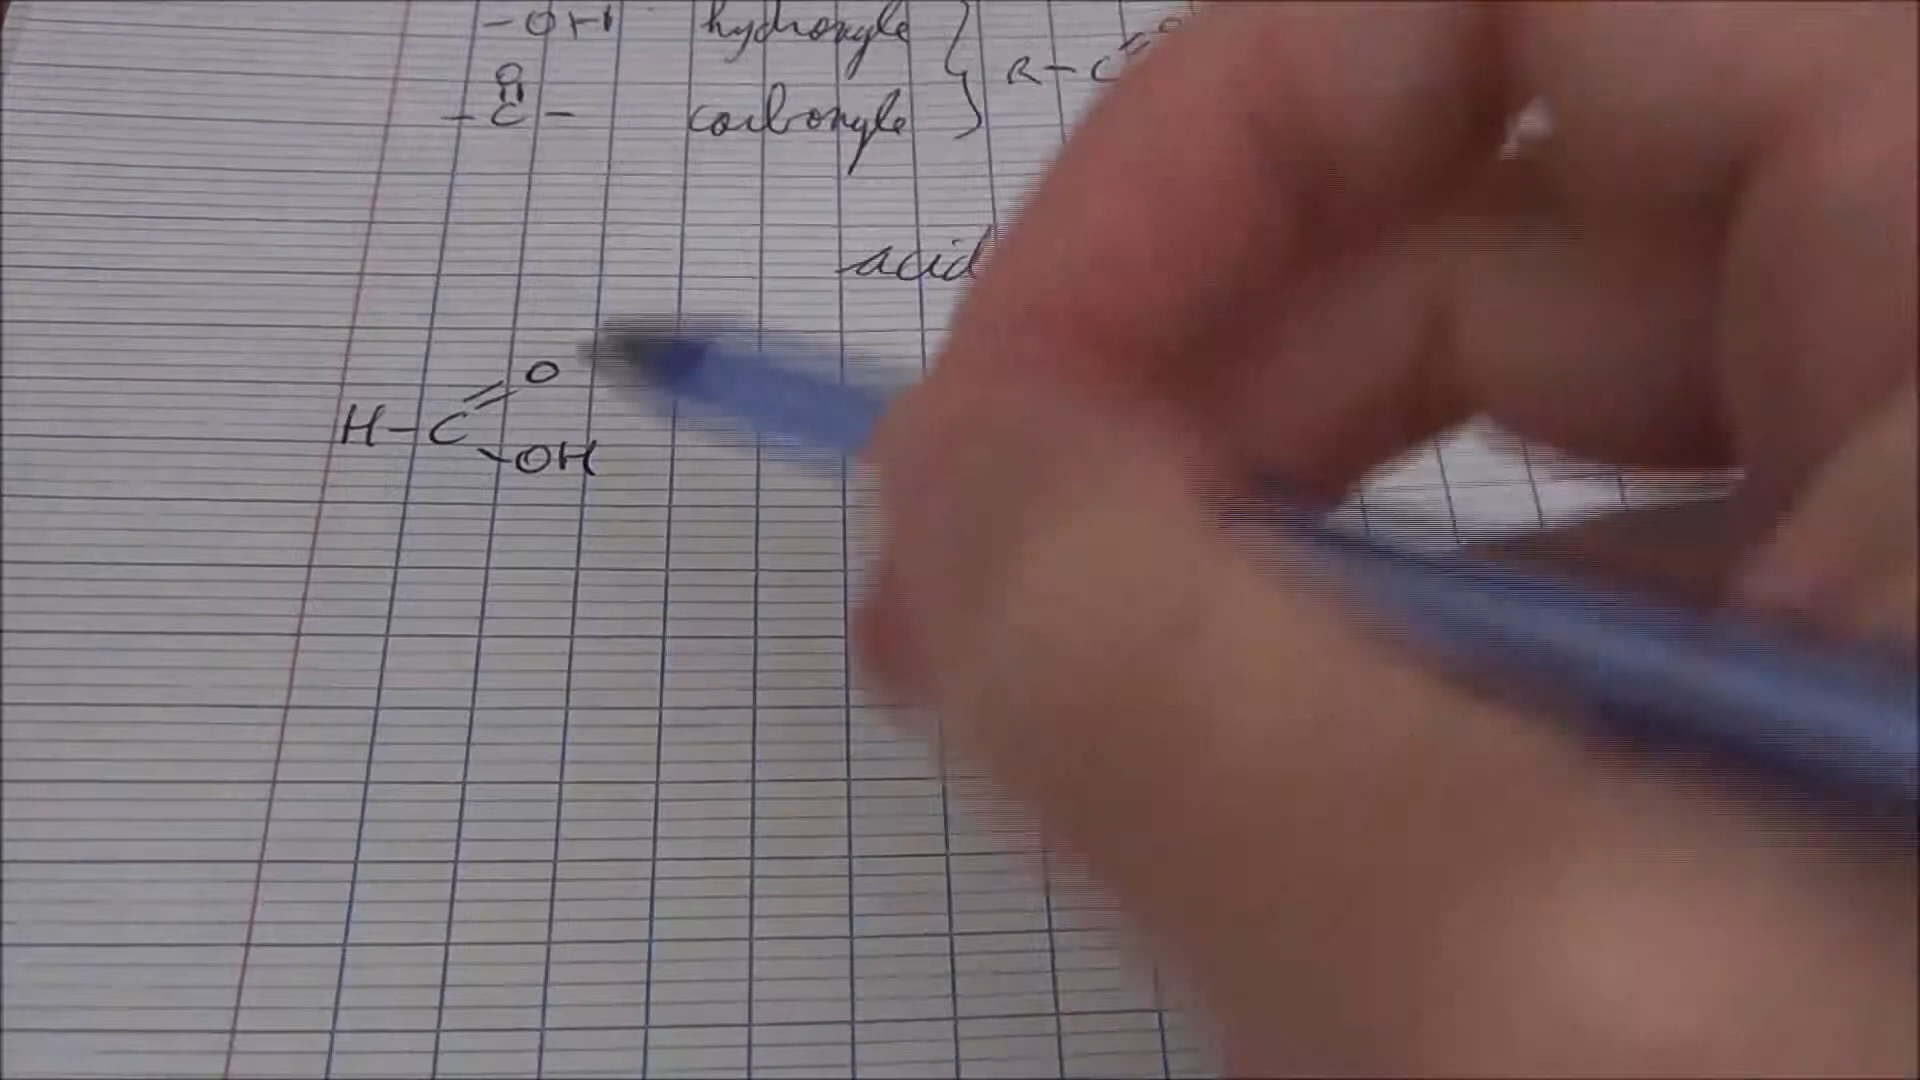 -OH hydroxyle
O
-C- carbonyle R-C
acid
O
H-C
-OH